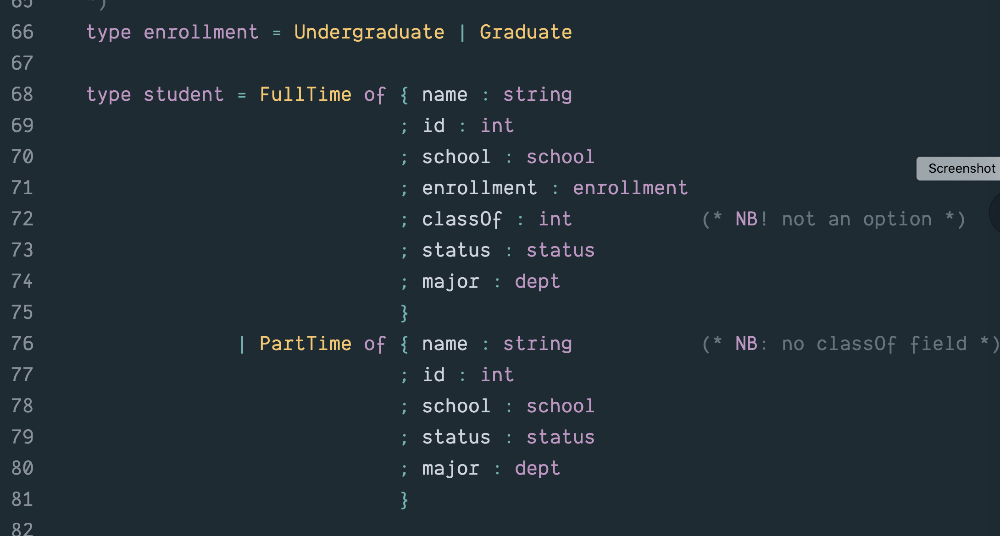 65 *)
66 type enrollment = Undergraduate | Graduate
67
68 type student = FullTime of { name : string
69 ; id : int
70 ; school : school
Screenshot
71 ; enrollment : enrollment
72 ; classOf : int (* NB! not an option *)
73 ; status : status
74 ; major : dept
75 }
76 | PartTime of { name : string (* NB: no classOf field *)
77 ; id : int
78 ; school : school
79 ; status : status
80 ; major : dept
81 }
82